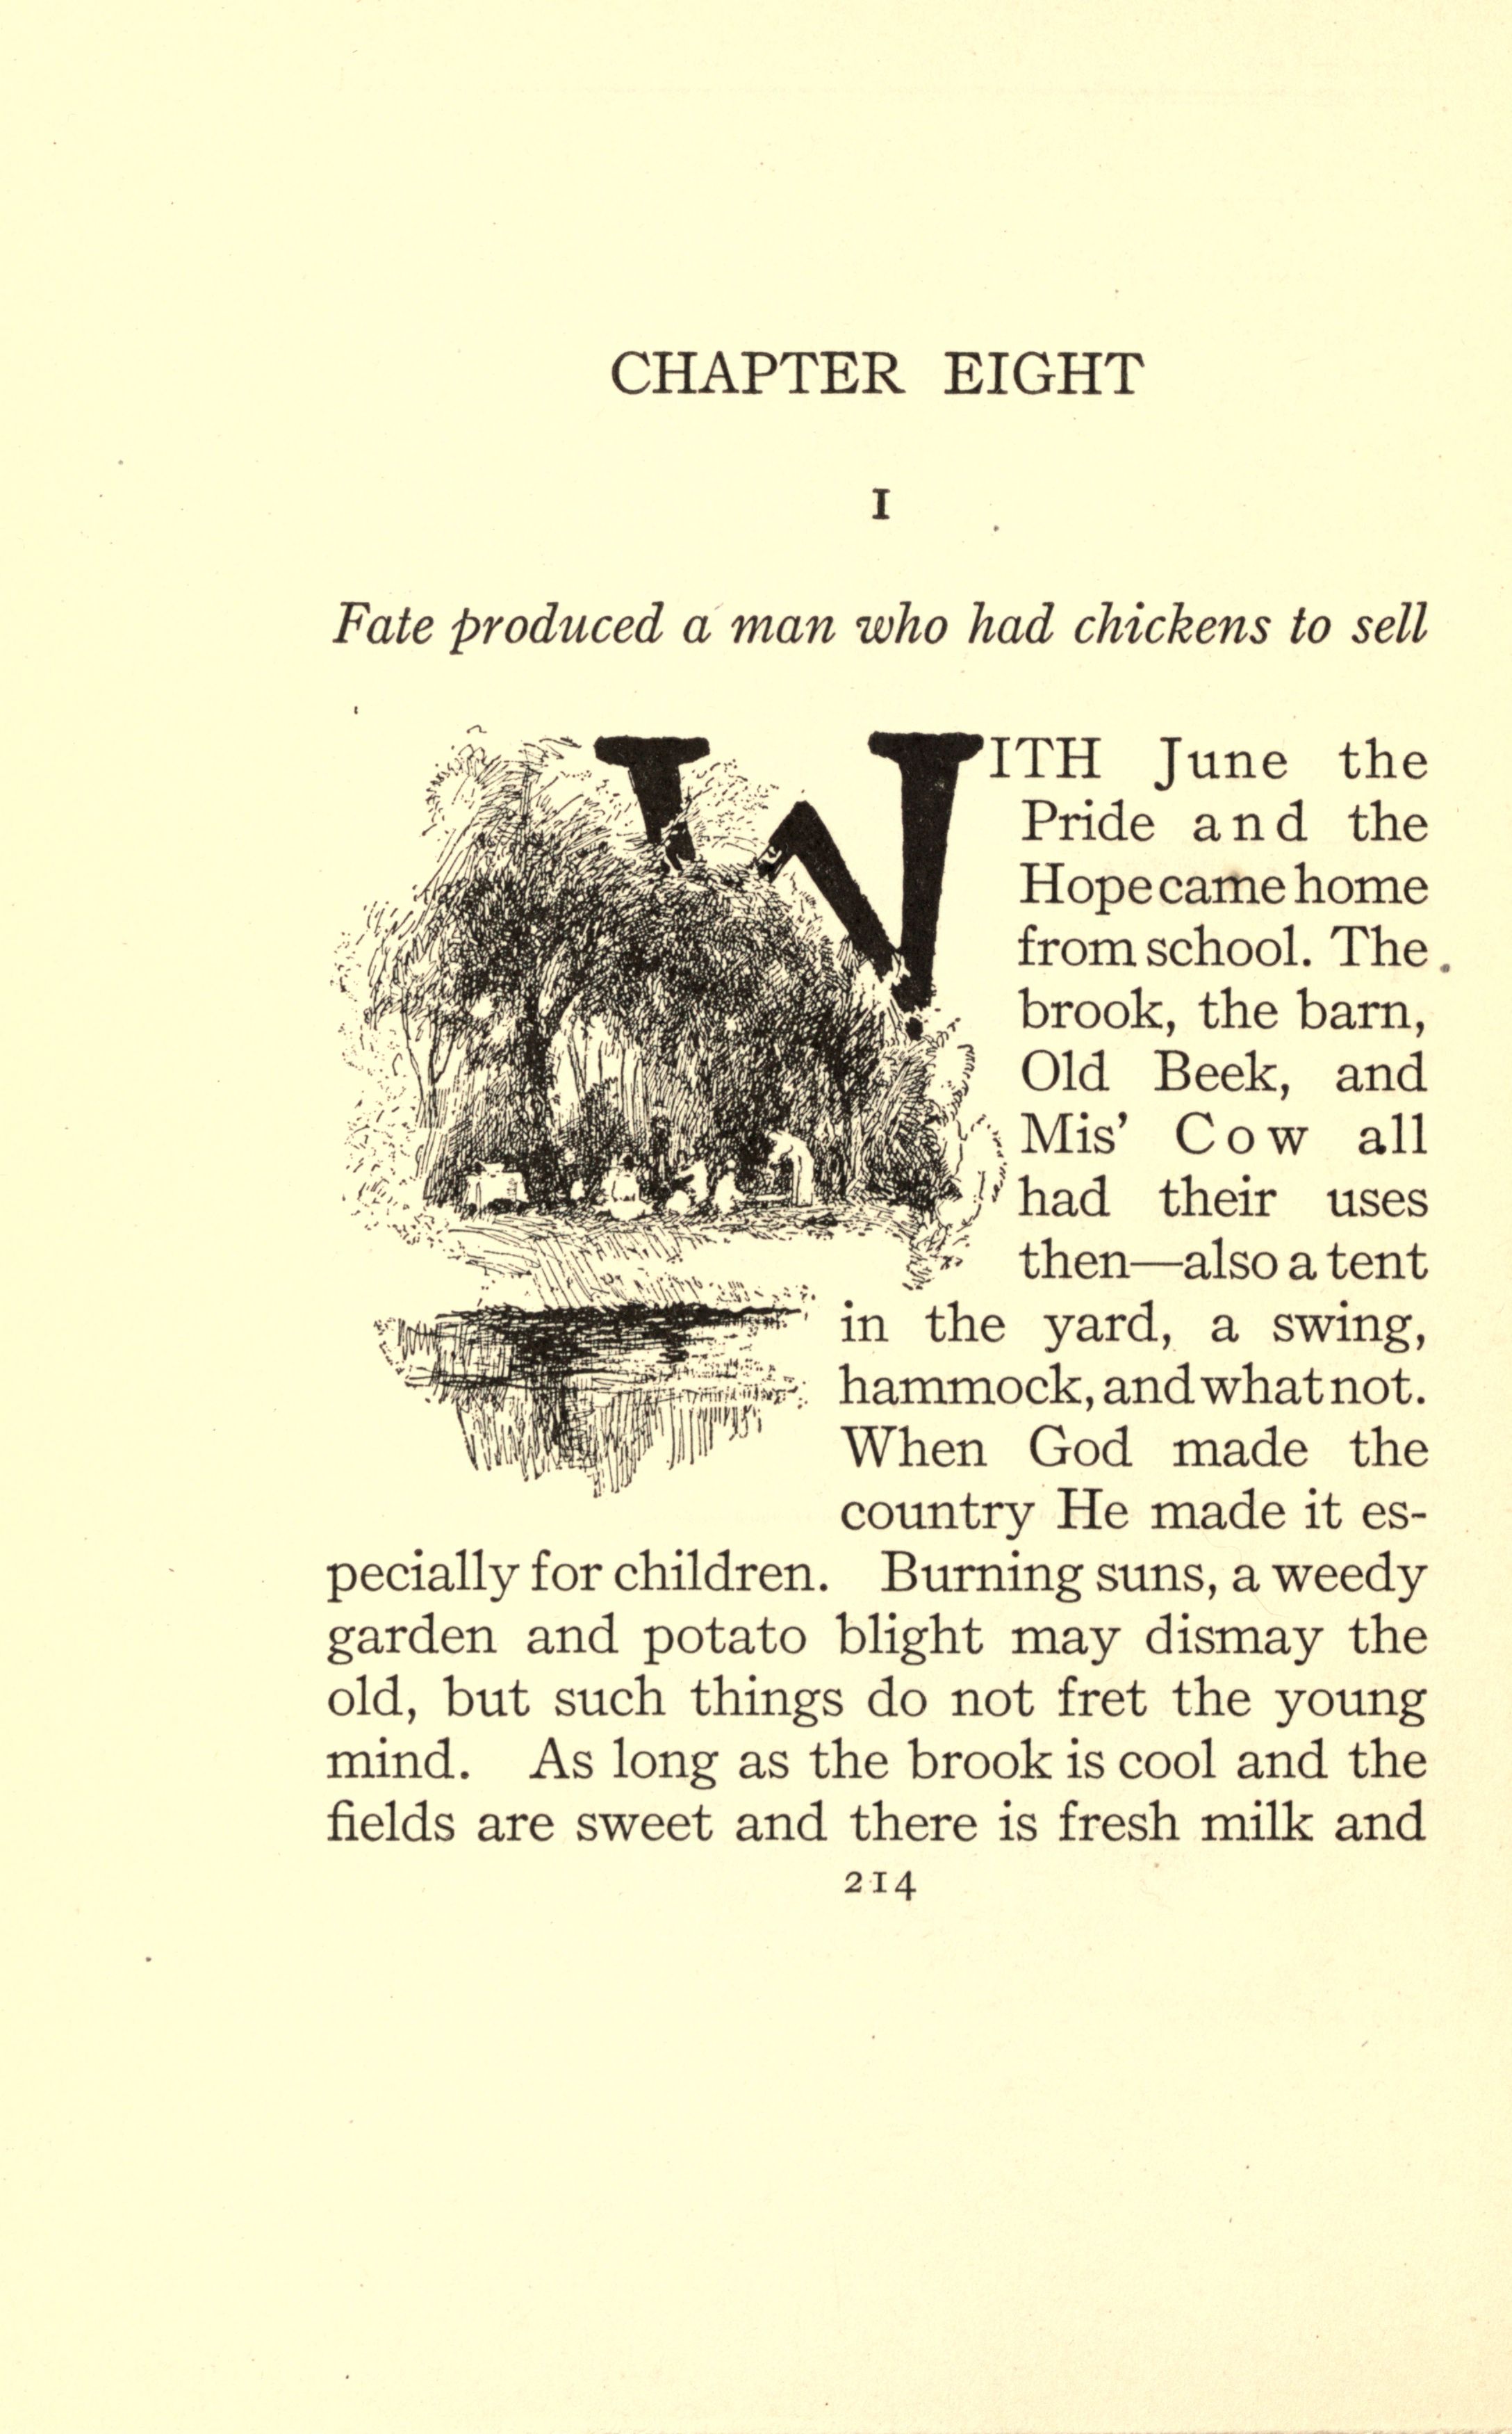 CHAPTER EIGHT
I
Fate produced a man who had chickens to sell
WITH June the
Pride and the
Hope came home
from school. The
brook, the barn,
Old Beek, and
Mis' Cow all
had their uses
then—also a tent
in the yard, a swing,
hammock, and what not.
When God made the
country He made it es-
pecially for children. Burning suns, a weedy
garden and potato blight may dismay the
old, but such things do not fret the young
mind. As long as the brook is cool and the
fields are sweet and there is fresh milk and
214